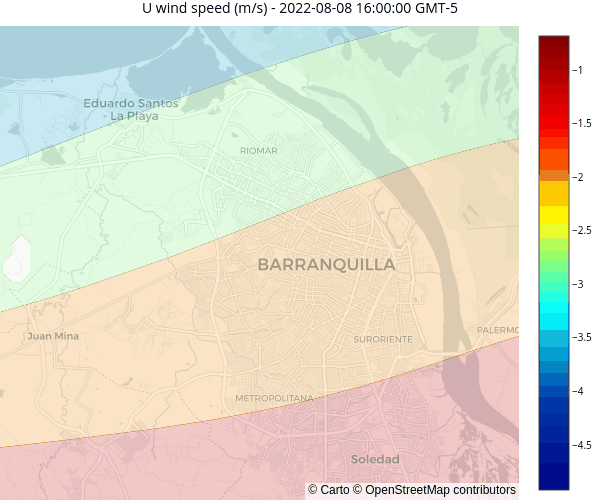 U wind speed (m/s) - 2022-08-08 16:00:00 GMT-5
Eduardo Santos
- La Playa
RIOMAR
BARRANQUILLA
Juan Mina
SURORIENTE
PALERMO
METROPOLITANA
Soledad
© Carto © OpenStreetMap contributors
−1
−1.5
−2
−2.5
−3
−3.5
−4
−4.5